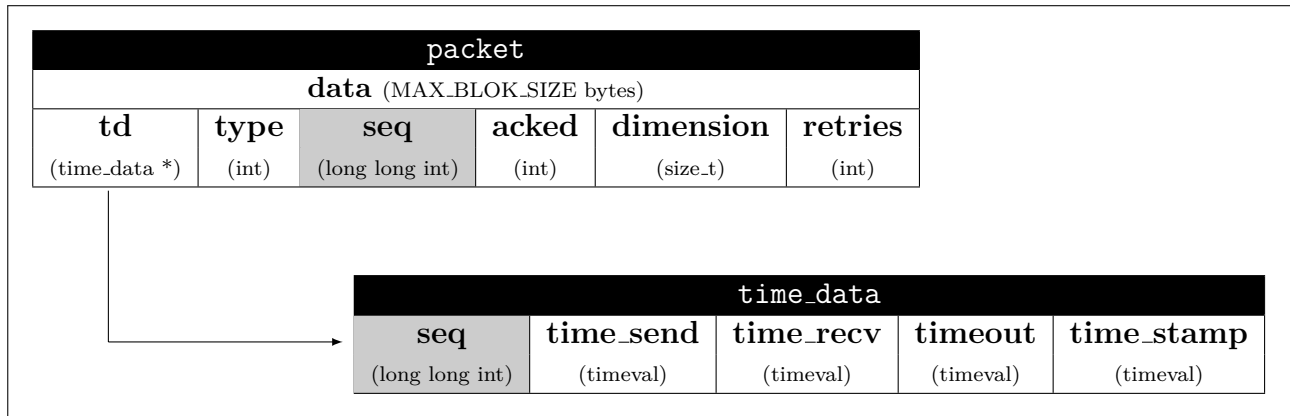 packet
data (MAX_BLOK_SIZE bytes)
td type seq acked dimension retries
(time_data *) (int) (long long int) (int) (size_t) (int)
time_data
seq time_send time_recv timeout time_stamp
(long long int) (timeval) (timeval) (timeval) (timeval)